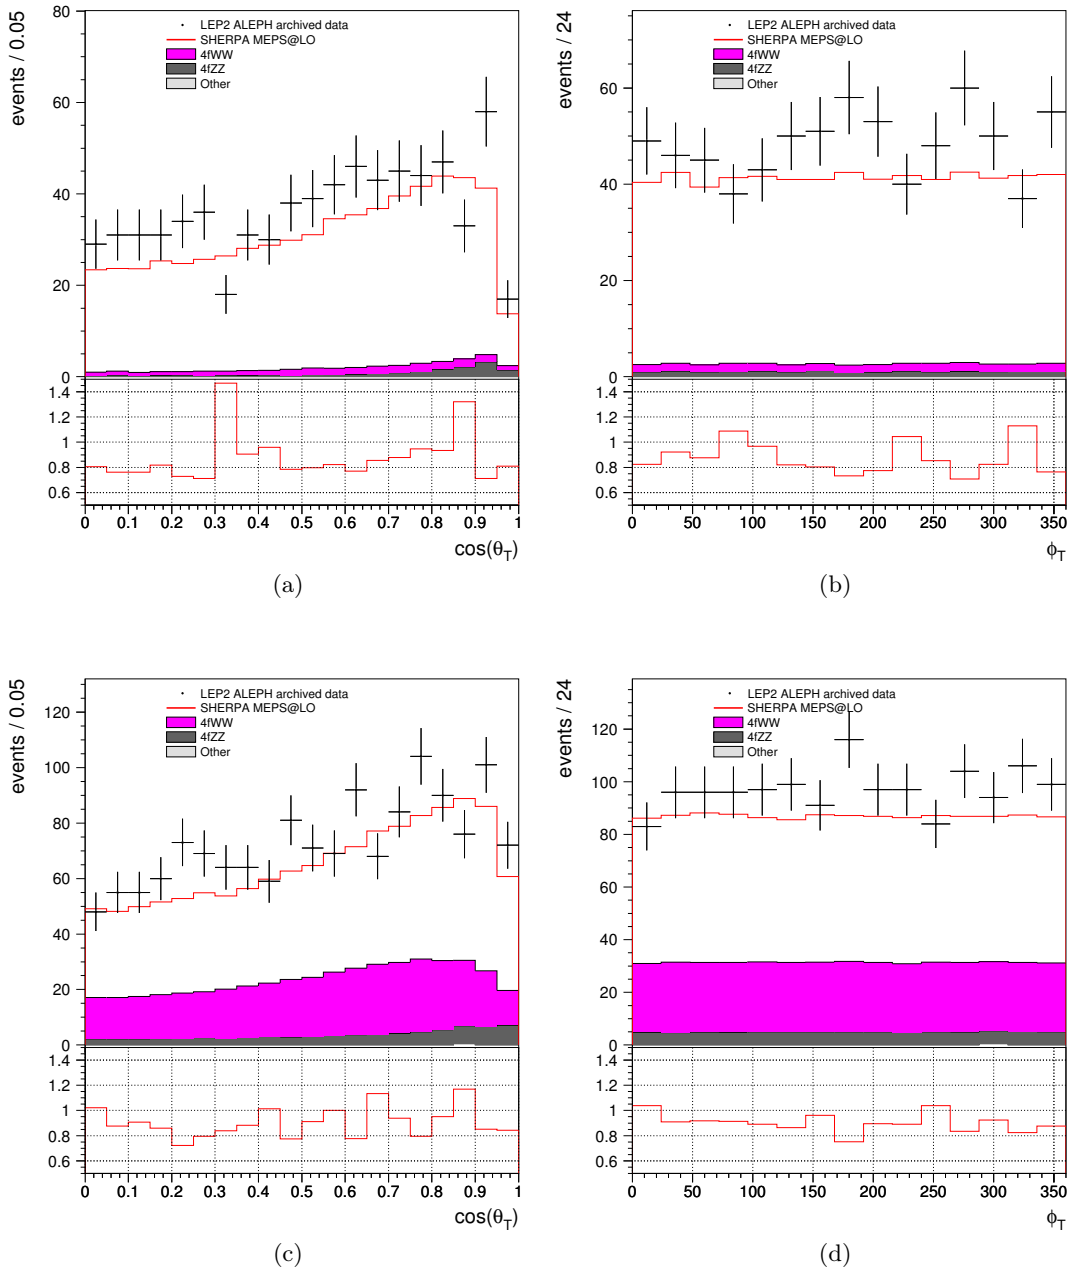 events / 0.05
80
60
40
20
0
LEP2 ALEPH archived data
SHERPA MEPS@LO
4fWW
4fZZ
Other
1.4
1.2
1
0.8
0.6
0 0.1 0.2 0.3 0.4 0.5 0.6 0.7 0.8 0.9 1
cos(θ_T)
(a)
events / 24
60
40
20
0
LEP2 ALEPH archived data
SHERPA MEPS@LO
4fWW
4fZZ
Other
1.4
1.2
1
0.8
0.6
0 50 100 150 200 250 300 350
ϕ_T
(b)
events / 0.05
120
100
80
60
40
20
0
LEP2 ALEPH archived data
SHERPA MEPS@LO
4fWW
4fZZ
Other
1.4
1.2
1
0.8
0.6
0 0.1 0.2 0.3 0.4 0.5 0.6 0.7 0.8 0.9 1
cos(θ_T)
(c)
events / 24
120
100
80
60
40
20
0
LEP2 ALEPH archived data
SHERPA MEPS@LO
4fWW
4fZZ
Other
1.4
1.2
1
0.8
0.6
0 50 100 150 200 250 300 350
ϕ_T
(d)